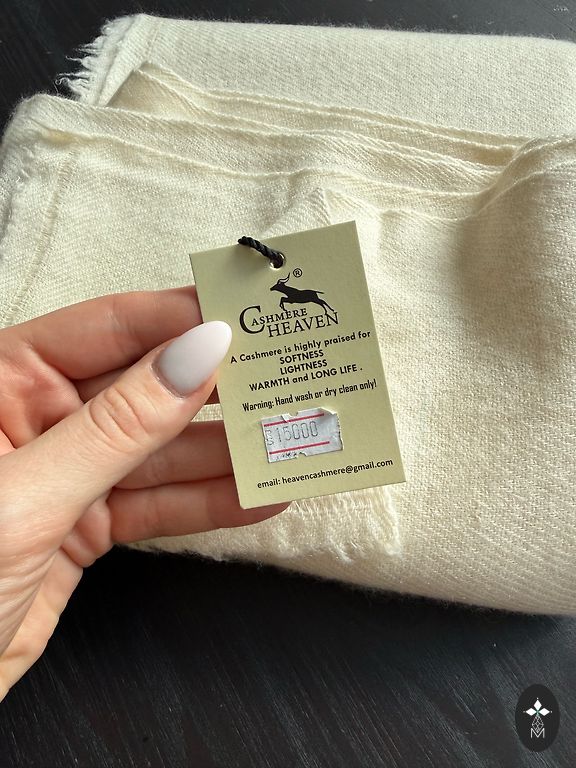 ®
CASHMERE
HEAVEN
A Cashmere is highly praised for
SOFTNESS
LIGHTNESS
WARMTH and LONG LIFE .
Warning: Hand wash or dry clean only!
15000
email: heavencashmere@gmail.com
M